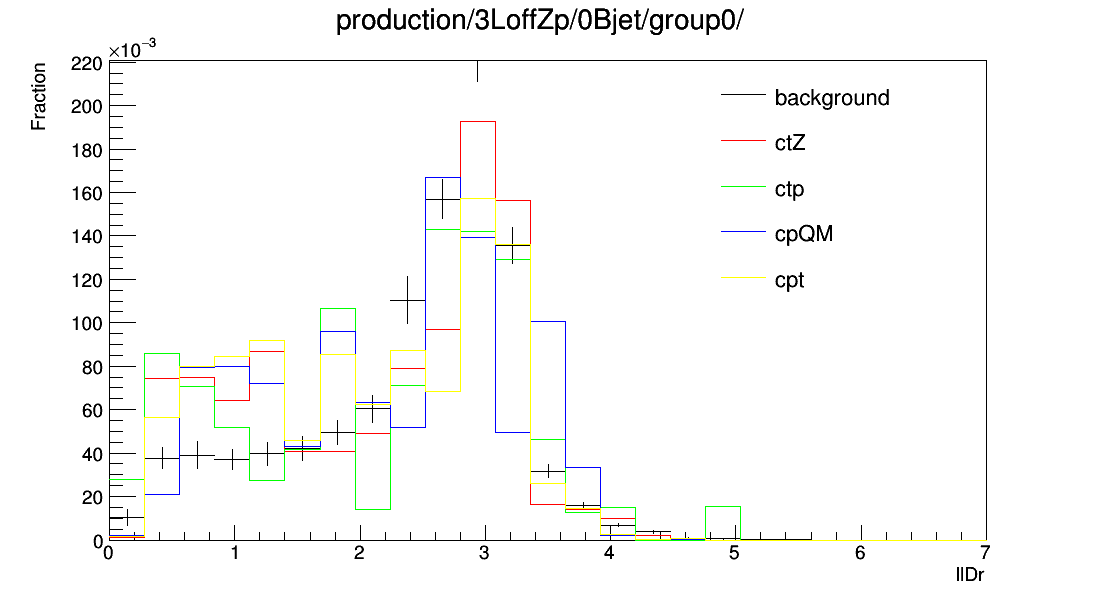 production/3LoffZp/0Bjet/group0/
×10⁻³
Fraction
220
200
180
160
140
120
100
80
60
40
20
0
background
ctZ
ctp
cpQM
cpt
0 1 2 3 4 5 6 7
llDr